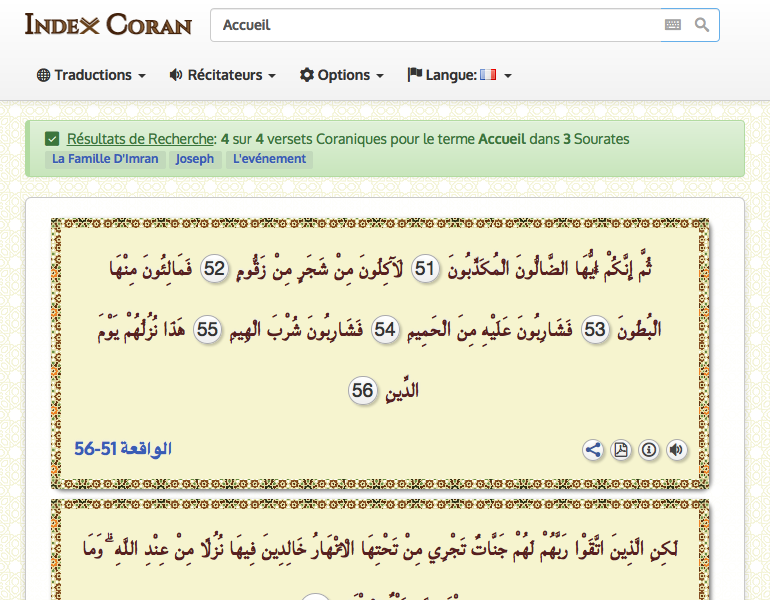 Index Coran
Accueil
Traductions Récitateurs Options Langue:
Résultats de Recherche: 4 sur 4 versets Coraniques pour le terme Accueil dans 3 Sourates
La Famille D'Imran Joseph L'evénement
ثُمَّ إِنَّكُمْ أَيُّهَا الضَّالُّونَ الْمُكَذِّبُونَ 51 لَآكِلُونَ مِنْ شَجَرٍ مِنْ زَقُّومٍ 52 فَمَالِئُونَ مِنْهَا
الْبُطُونَ 53 فَشَارِبُونَ عَلَيْهِ مِنَ الْحَمِيمِ 54 فَشَارِبُونَ شُرْبَ الْهِيمِ 55 هَذَا نُزُلُهُمْ يَوْمَ
الدِّينِ 56
الواقعة 51-56
لَكِنِ الَّذِينَ اتَّقَوْا رَبَّهُمْ لَهُمْ جَنَّاتٌ تَجْرِي مِنْ تَحْتِهَا الْأَنْهَارُ خَالِدِينَ فِيهَا نُزُلًا مِنْ عِنْدِ اللَّهِ ۗ وَمَا